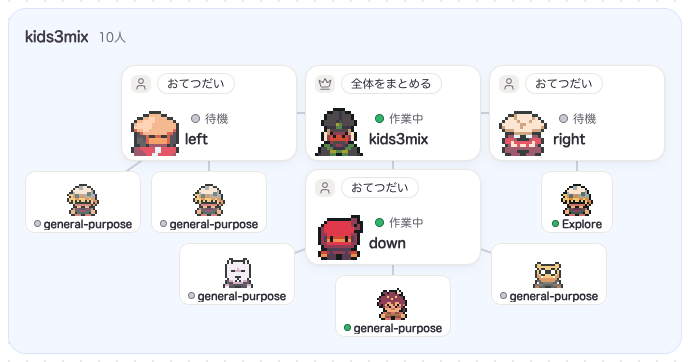 kids3mix 10人
おてつだい
待機
left
全体をまとめる
作業中
kids3mix
おてつだい
待機
right
general-purpose
general-purpose
おてつだい
作業中
down
Explore
general-purpose
general-purpose
general-purpose